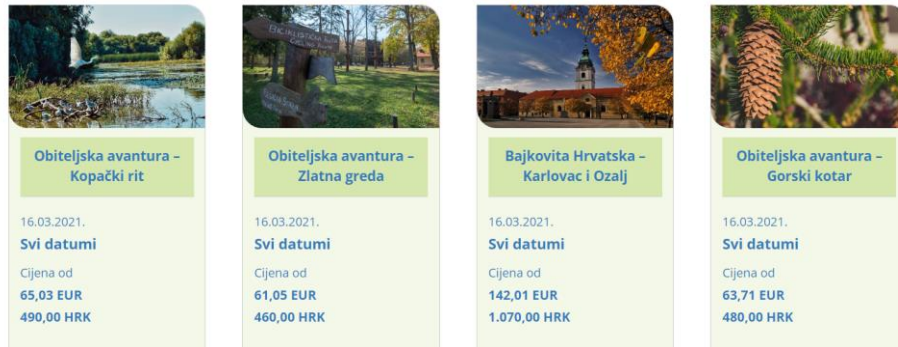 Obiteljska avantura –
Kopački rit
16.03.2021.
Svi datumi
Cijena od
65,03 EUR
490,00 HRK
Obiteljska avantura –
Zlatna greda
16.03.2021.
Svi datumi
Cijena od
61,05 EUR
460,00 HRK
Bajkovita Hrvatska –
Karlovac i Ozalj
16.03.2021.
Svi datumi
Cijena od
142,01 EUR
1.070,00 HRK
Obiteljska avantura –
Gorski kotar
16.03.2021.
Svi datumi
Cijena od
63,71 EUR
480,00 HRK